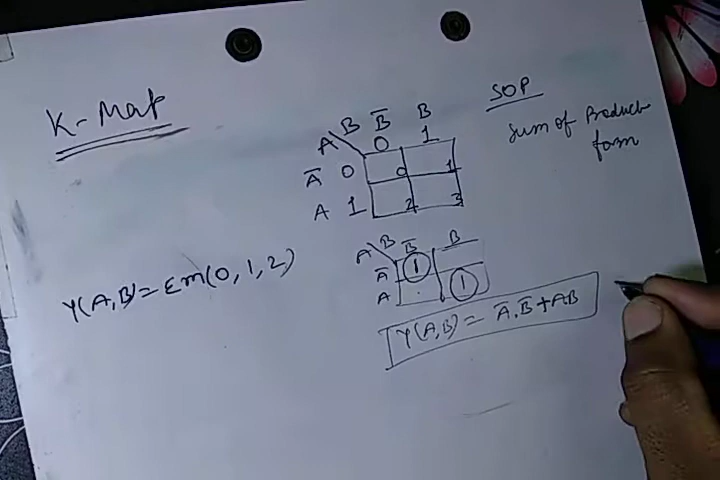 K-Map
SOP
Sum of Product
form
B B̅ B
A 0 1
A̅ 0 0 1
A 1 2 3
Y(A,B)= Σm(0,1,2)
A B B̅ B
A̅ 1
A 1
Y(A,B)= A̅.B̅+AB